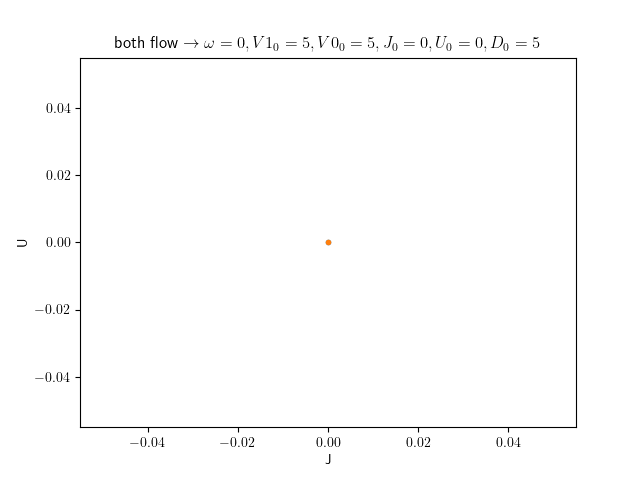 both flow → ω = 0, V1₀ = 5, V0₀ = 5, J₀ = 0, U₀ = 0, D₀ = 5
0.04
0.02
0.00
−0.02
−0.04
U
−0.04 −0.02 0.00 0.02 0.04
J